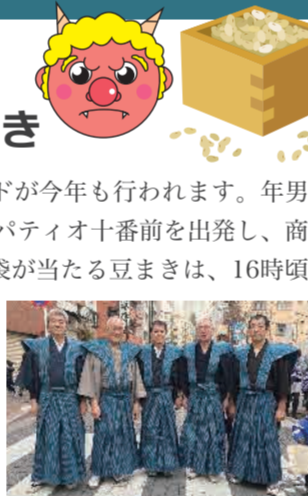 き
ドが今年も行われます。年男
パティオ十番前を出発し、商
袋が当たる豆まきは、16時頃